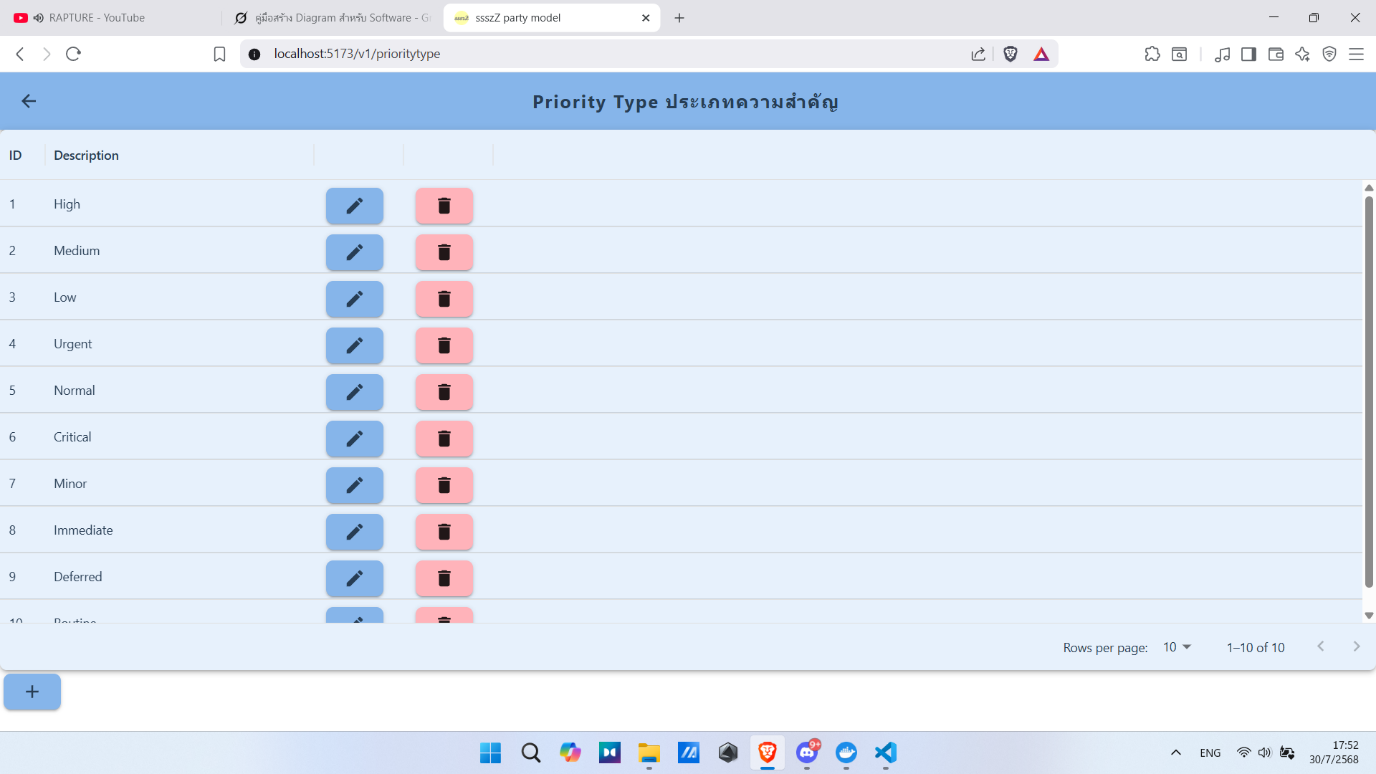 RAPTURE - YouTube
คู่มือสร้าง Diagram สำหรับ Software - Gr
ssszZ party model
localhost:5173/v1/prioritytype
Priority Type ประเภทความสำคัญ
ID Description
1 High
2 Medium
3 Low
4 Urgent
5 Normal
6 Critical
7 Minor
8 Immediate
9 Deferred
10 Routine
Rows per page: 10 1–10 of 10
+
9+
ENG
17:52
30/7/2568